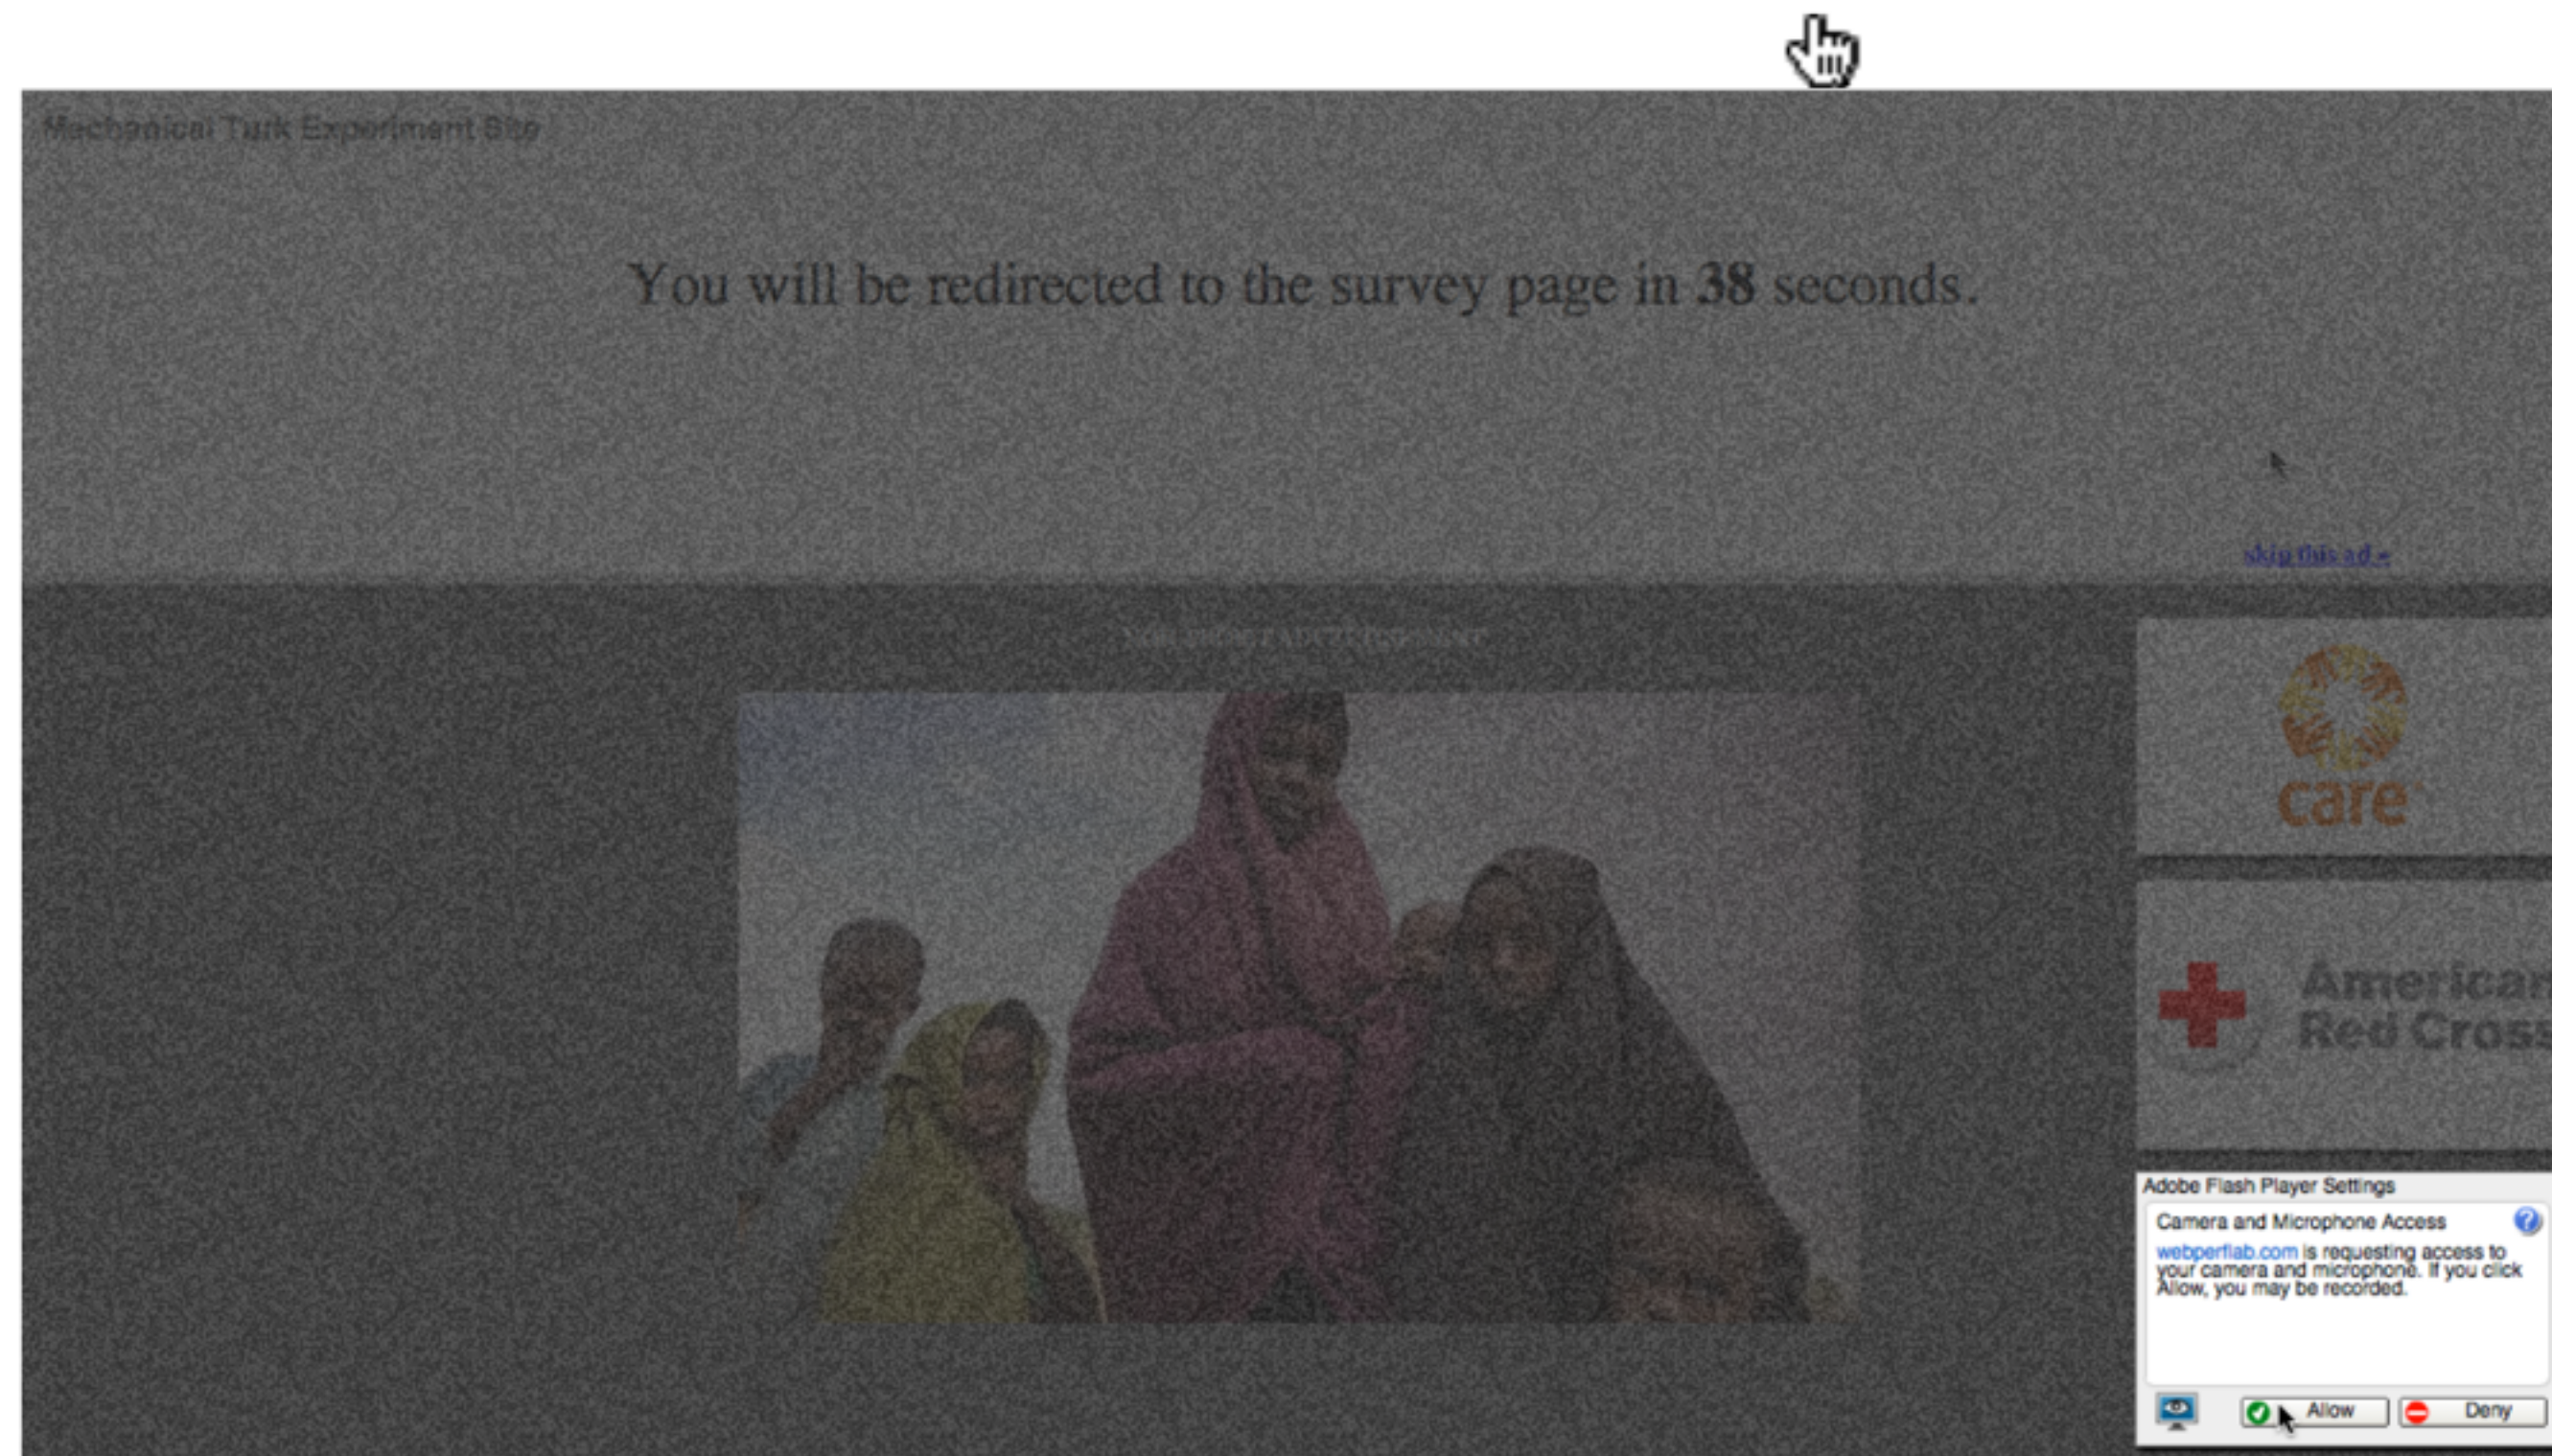 Mechanical Turk Experiment Site
You will be redirected to the survey page in 38 seconds.
skip this ad »
care
American
Red Cross
Adobe Flash Player Settings
Camera and Microphone Access
webperflab.com is requesting access to
your camera and microphone. If you click
Allow, you may be recorded.
Allow
Deny